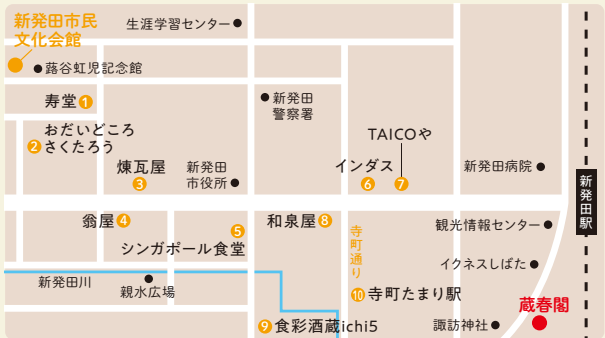 新発田市民
文化会館
生涯学習センター
蕗谷虹児記念館
寿堂 1
新発田
警察署
おだいどころ
さくたろう
2
TAICOや
煉瓦屋
3
新発田
市役所
インダス
6
7
新発田病院
新発田駅
翁屋 4
5
シンガポール食堂
和泉屋 8
寺町通り
観光情報センター
イクネスしばた
新発田川
親水広場
10 寺町たまり駅
蔵春閣
9 食彩酒蔵ichi5
諏訪神社